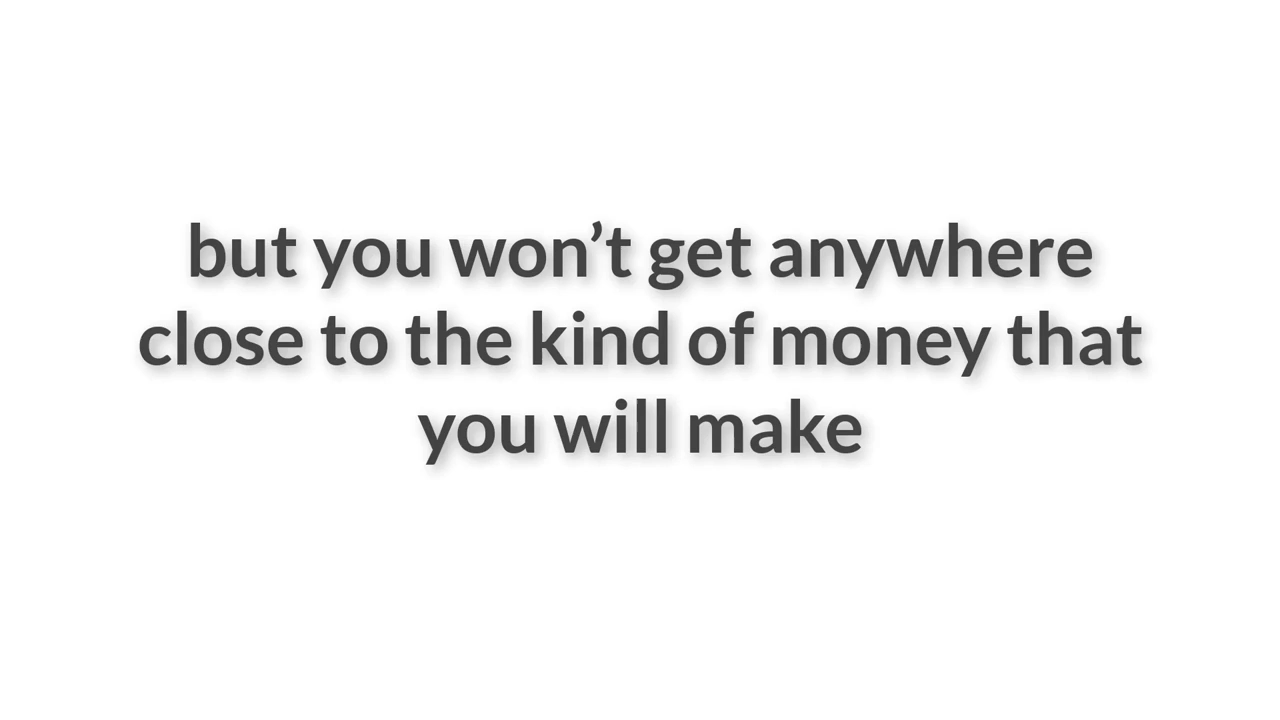 but you won’t get anywhere
close to the kind of money that
you will make